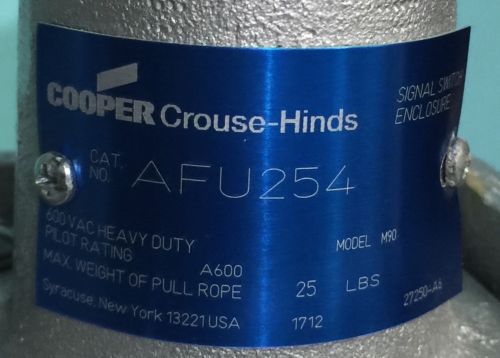 COOPER Crouse-Hinds
SIGNAL SWITCH
ENCLOSURE
CAT.
NO. AFU254
600 VAC HEAVY DUTY
PILOT RATING A600
MODEL M90
MAX. WEIGHT OF PULL ROPE 25 LBS
Syracuse, New York 13221 USA 1712
27250-A6